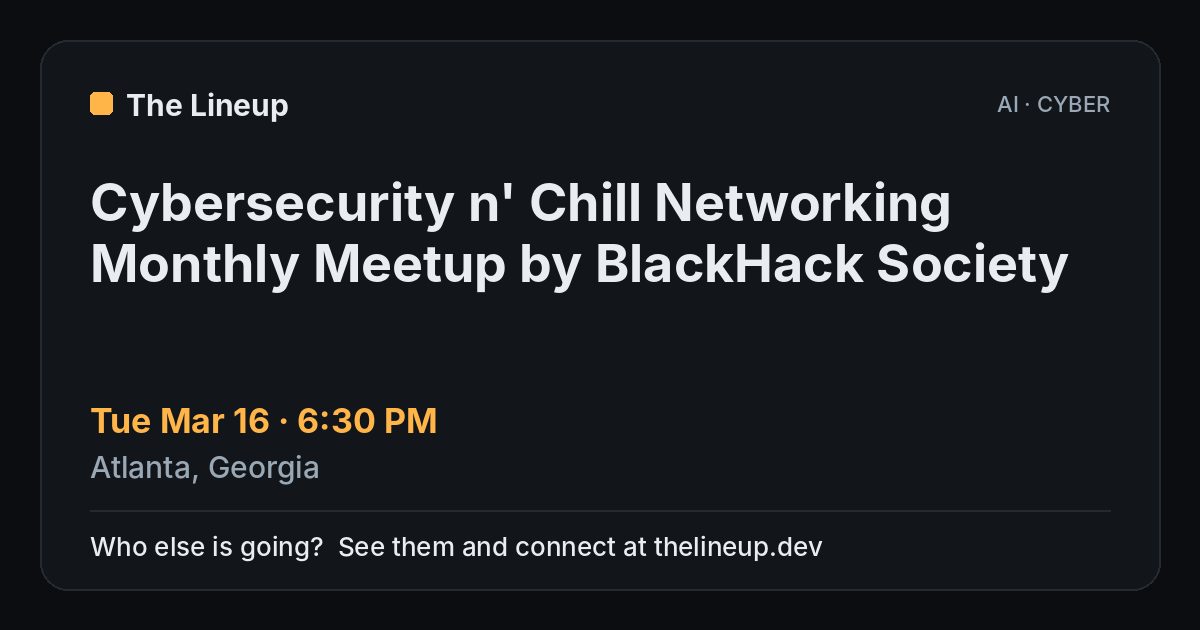 The Lineup
AI · CYBER
Cybersecurity n' Chill Networking
Monthly Meetup by BlackHack Society
Tue Mar 16 · 6:30 PM
Atlanta, Georgia
Who else is going? See them and connect at thelineup.dev